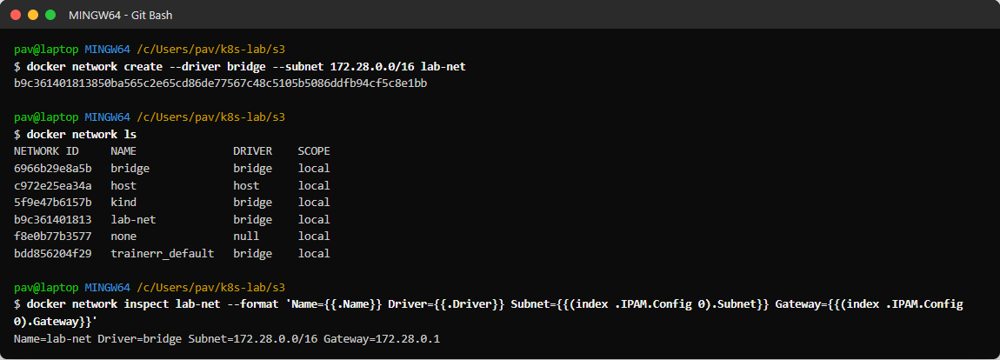 MINGW64 - Git Bash
pav@laptop MINGW64 /c/Users/pav/k8s-lab/s3
$ docker network create --driver bridge --subnet 172.28.0.0/16 lab-net
b9c361401813850ba565c2e65cd86de77567c48c5105b5086ddfb94cf5c8e1bb
pav@laptop MINGW64 /c/Users/pav/k8s-lab/s3
$ docker network ls
NETWORK ID     NAME               DRIVER    SCOPE
6966b29e8a5b   bridge             bridge    local
c972e25ea34a   host               host      local
5f9e47b6157b   kind               bridge    local
b9c361401813   lab-net            bridge    local
f8e0b77b3577   none               null      local
bdd856204f29   trainerr_default   bridge    local
pav@laptop MINGW64 /c/Users/pav/k8s-lab/s3
$ docker network inspect lab-net --format 'Name={{.Name}} Driver={{.Driver}} Subnet={{(index .IPAM.Config 0).Subnet}} Gateway={{(index .IPAM.Config
0).Gateway}}'
Name=lab-net Driver=bridge Subnet=172.28.0.0/16 Gateway=172.28.0.1